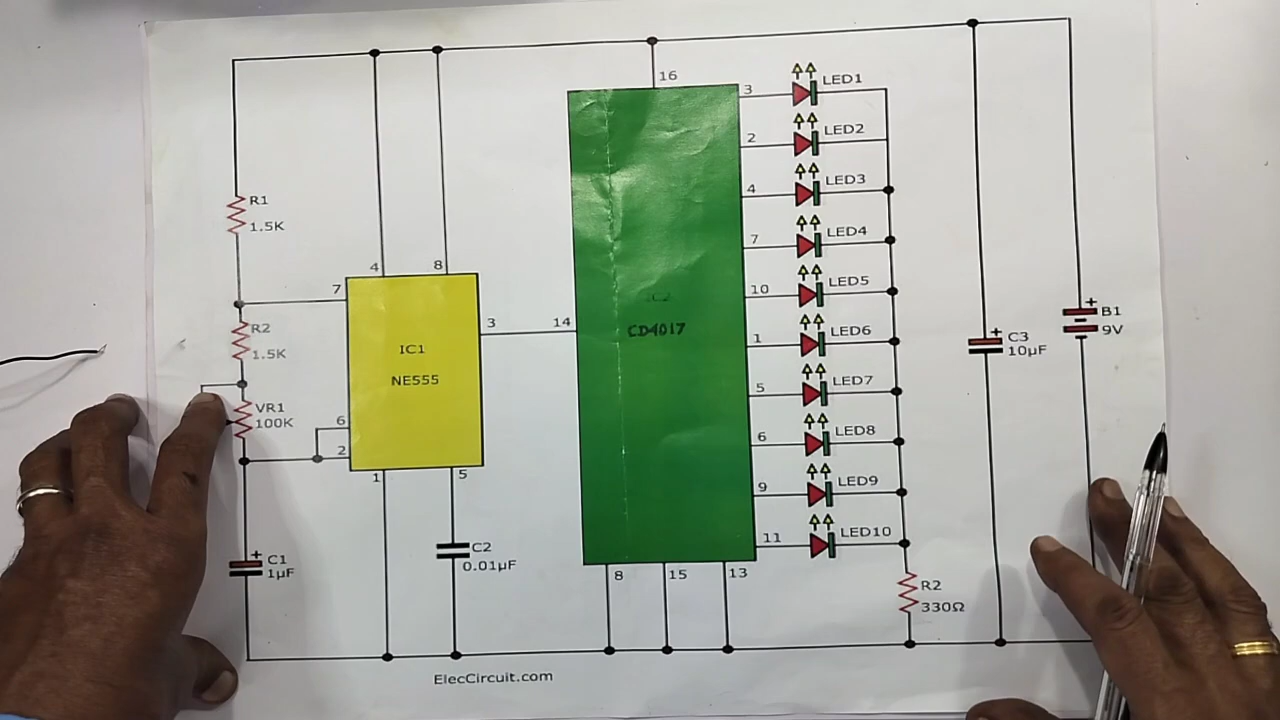 16
3
LED1
2
LED2
4
LED3
7
LED4
10
LED5
1
LED6
5
LED7
6
LED8
9
LED9
11
LED10
R1
1.5K
4
8
7
R2
1.5K
3
14
IC1
NE555
CD4017
VR1
100K
6
2
1
5
C1
+
1µF
C2
0.01µF
8
15
13
R2
330Ω
+
C3
10µF
+
B1
9V
ElecCircuit.com